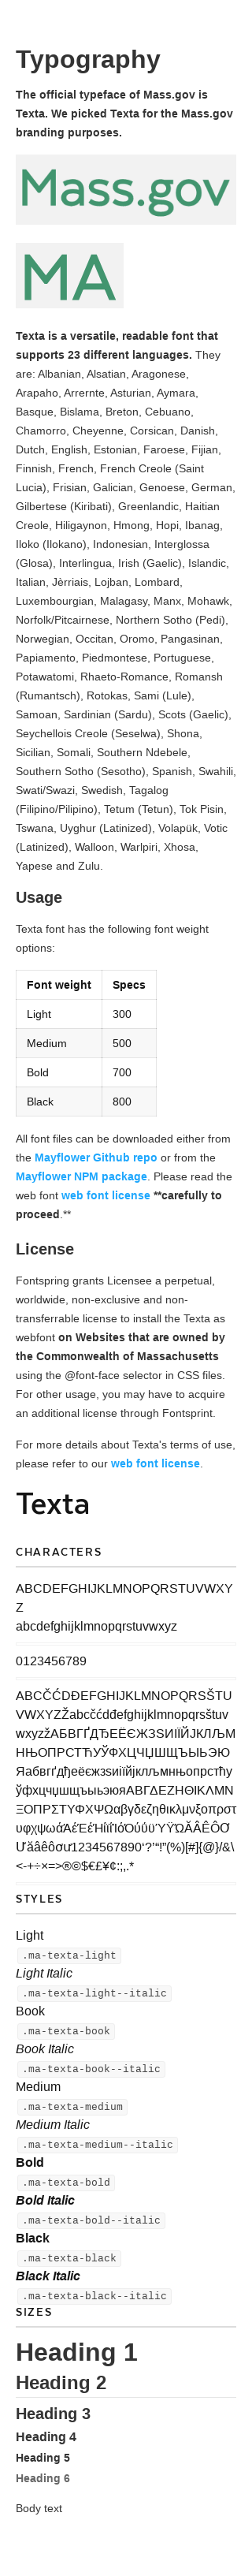 Typography
The official typeface of Mass.gov is
Texta. We picked Texta for the Mass.gov
branding purposes.
Mass.gov
MA
Texta is a versatile, readable font that
supports 23 different languages. They
are: Albanian, Alsatian, Aragonese,
Arapaho, Arrernte, Asturian, Aymara,
Basque, Bislama, Breton, Cebuano,
Chamorro, Cheyenne, Corsican, Danish,
Dutch, English, Estonian, Faroese, Fijian,
Finnish, French, French Creole (Saint
Lucia), Frisian, Galician, Genoese, German,
Gilbertese (Kiribati), Greenlandic, Haitian
Creole, Hiligaynon, Hmong, Hopi, Ibanag,
Iloko (Ilokano), Indonesian, Interglossa
(Glosa), Interlingua, Irish (Gaelic), Islandic,
Italian, Jèrriais, Lojban, Lombard,
Luxembourgian, Malagasy, Manx, Mohawk,
Norfolk/Pitcairnese, Northern Sotho (Pedi),
Norwegian, Occitan, Oromo, Pangasinan,
Papiamento, Piedmontese, Portuguese,
Potawatomi, Rhaeto-Romance, Romansh
(Rumantsch), Rotokas, Sami (Lule),
Samoan, Sardinian (Sardu), Scots (Gaelic),
Seychellois Creole (Seselwa), Shona,
Sicilian, Somali, Southern Ndebele,
Southern Sotho (Sesotho), Spanish, Swahili,
Swati/Swazi, Swedish, Tagalog
(Filipino/Pilipino), Tetum (Tetun), Tok Pisin,
Tswana, Uyghur (Latinized), Volapük, Votic
(Latinized), Walloon, Warlpiri, Xhosa,
Yapese and Zulu.
Usage
Texta font has the following font weight
options:
Font weight Specs
Light 300
Medium 500
Bold 700
Black 800
All font files can be downloaded either from
the Mayflower Github repo or from the
Mayflower NPM package. Please read the
web font web font license **carefully to
proceed.**
License
Fontspring grants Licensee a perpetual,
worldwide, non-exclusive and non-
transferrable license to install the Texta as
webfont on Websites that are owned by
the Commonwealth of Massachusetts
using the @font-face selector in CSS files.
For other usage, you may have to acquire
an additional license through Fontsprint.
For more details about Texta's terms of use,
please refer to our web font license.
Texta
CHARACTERS
ABCDEFGHIJKLMNOPQRSTUVWXY
Z
abcdefghijklmnopqrstuvwxyz
0123456789
ABCČĆDĐEFGHIJKLMNOPQRSŠTU
VWXYZŽabcčćdđefghijklmnopqrsštuv
wxyzžАБВГҐДЂЕЁЄЖЗЅИІЇЙЈКЛЉМ
НЊОПРСТЋУЎФХЦЧЏШЩЪЫЬЭЮ
Яабвгґдђеёєжзѕиіїйјклљмнњопрстћу
ўфхцчџшщъыьэюяΑΒΓΔΕΖΗΘΙΚΛΜΝ
ΞΟΠΡΣΤΥΦΧΨΩαβγδεζηθικλμνξοπρστ
υφχψωάΆέΈέΉίϊΐΊόΌύΰϋΎΫΏĂÂÊÔƠ
Ưăâêôơư1234567890‘?’“!”(%)[#]{@}/&\
<-+÷×=>®©$€£¥¢:;,.*
STYLES
Light
.ma-texta-light
Light Italic
.ma-texta-light--italic
Book
.ma-texta-book
Book Italic
.ma-texta-book--italic
Medium
.ma-texta-medium
Medium Italic
.ma-texta-medium--italic
Bold
.ma-texta-bold
Bold Italic
.ma-texta-bold--italic
Black
.ma-texta-black
Black Italic
.ma-texta-black--italic
SIZES
Heading 1
Heading 2
Heading 3
Heading 4
Heading 5
Heading 6
Body text